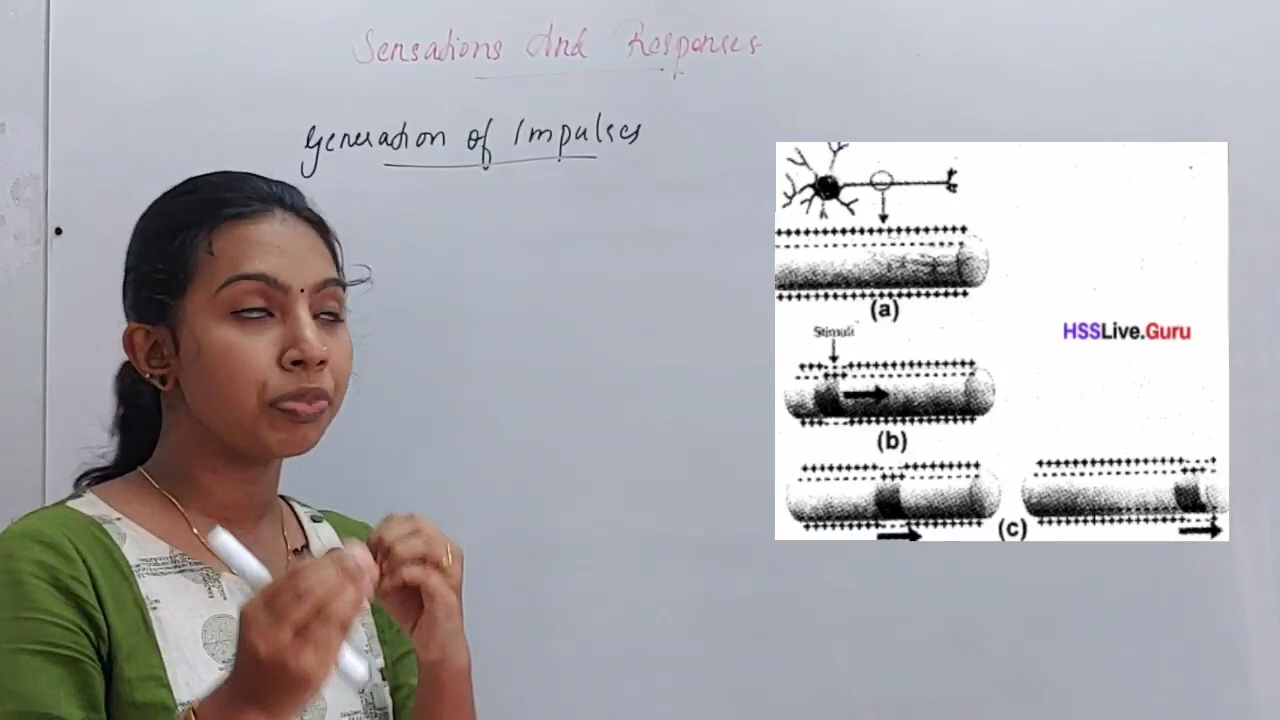 Sensations And Responses
Generation of Impulses
(a)
Stimuli
(b)
(c)
HSSLive.Guru